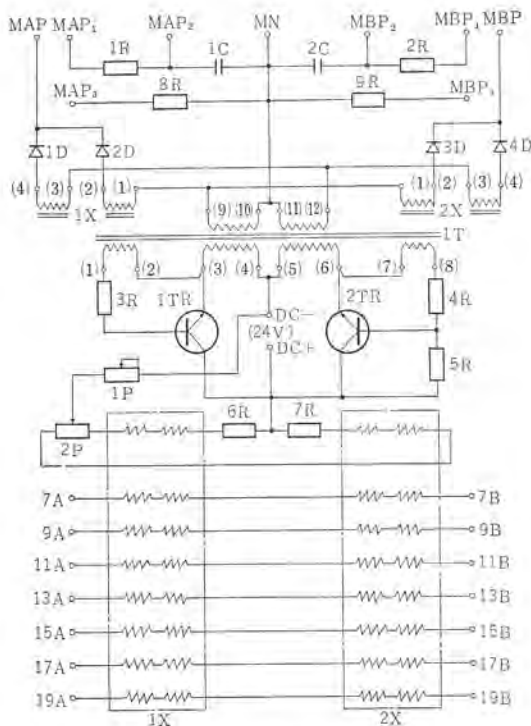 MAP MAP₁ MAP₂ MN MBP₂ MBP₁ MBP
1R 1C 2C 2R
MAP₃ 8R 9R
1D 2D 3D 4D
(4) (3) (2) (1) (1) (2) (3) (4)
1X (9) (10) (11) (12) 2X
1T
(1) (2) (3) (4) (5) (6) (7) (8)
3R 1TR DC− 2TR 4R
(24V)
DC+
5R
1P
6R 7R
2P
7A 7B
9A 9B
11A 11B
13A 13B
15A 15B
17A 17B
19A 19B
1X 2X